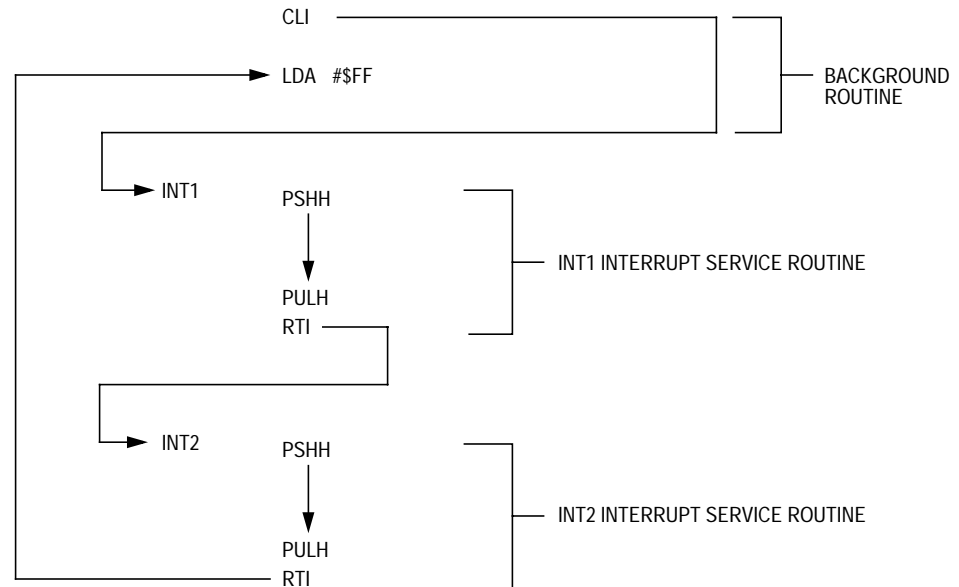 CLI
LDA #$FF
BACKGROUND
ROUTINE
INT1
PSHH
INT1 INTERRUPT SERVICE ROUTINE
PULH
RTI
INT2
PSHH
INT2 INTERRUPT SERVICE ROUTINE
PULH
RTI